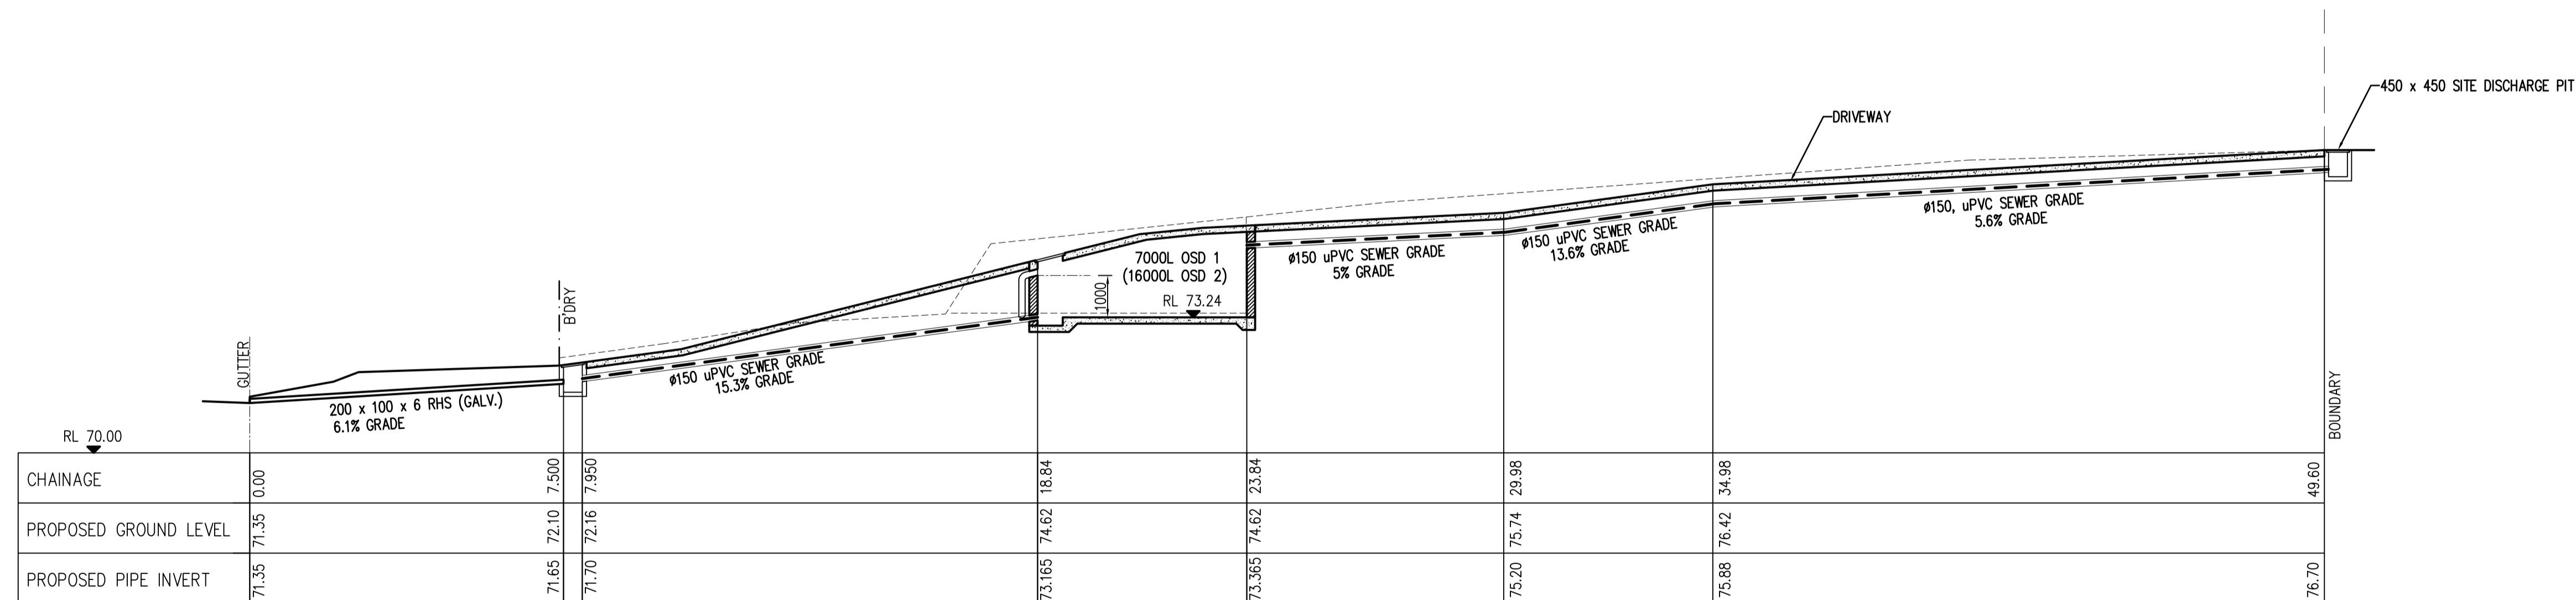 450 x 450 SITE DISCHARGE PIT
DRIVEWAY
ø150, uPVC SEWER GRADE
5.6% GRADE
ø150 uPVC SEWER GRADE
13.6% GRADE
ø150 uPVC SEWER GRADE
5% GRADE
7000L OSD 1
(16000L OSD 2)
1000
RL 73.24
B'DRY
GUTTER
ø150 uPVC SEWER GRADE
15.3% GRADE
200 x 100 x 6 RHS (GALV.)
6.1% GRADE
BOUNDARY
RL 70.00
CHAINAGE 0.00 7.500 7.950 18.84 23.84 29.98 34.98 49.60
PROPOSED GROUND LEVEL 71.35 72.10 72.16 74.62 74.62 75.74 76.42
PROPOSED PIPE INVERT 71.35 71.65 71.70 73.165 73.365 75.20 75.88 76.70